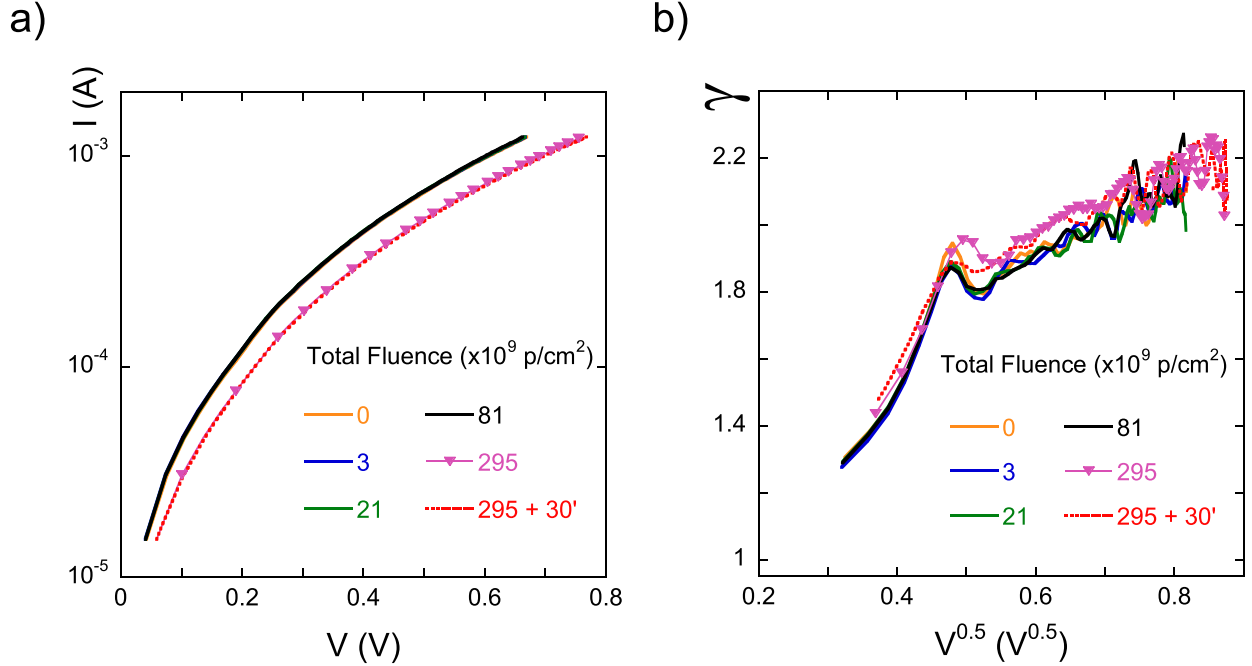 a)
I (A)
10⁻³
10⁻⁴
10⁻⁵
0
0.2
0.4
0.6
0.8
V (V)
Total Fluence (x10⁹ p/cm²)
0
81
3
295
21
295 + 30'
b)
γ
2.2
1.8
1.4
1
0.2
0.4
0.6
0.8
V⁰·⁵ (V⁰·⁵)
Total Fluence (x10⁹ p/cm²)
0
81
3
295
21
295 + 30'